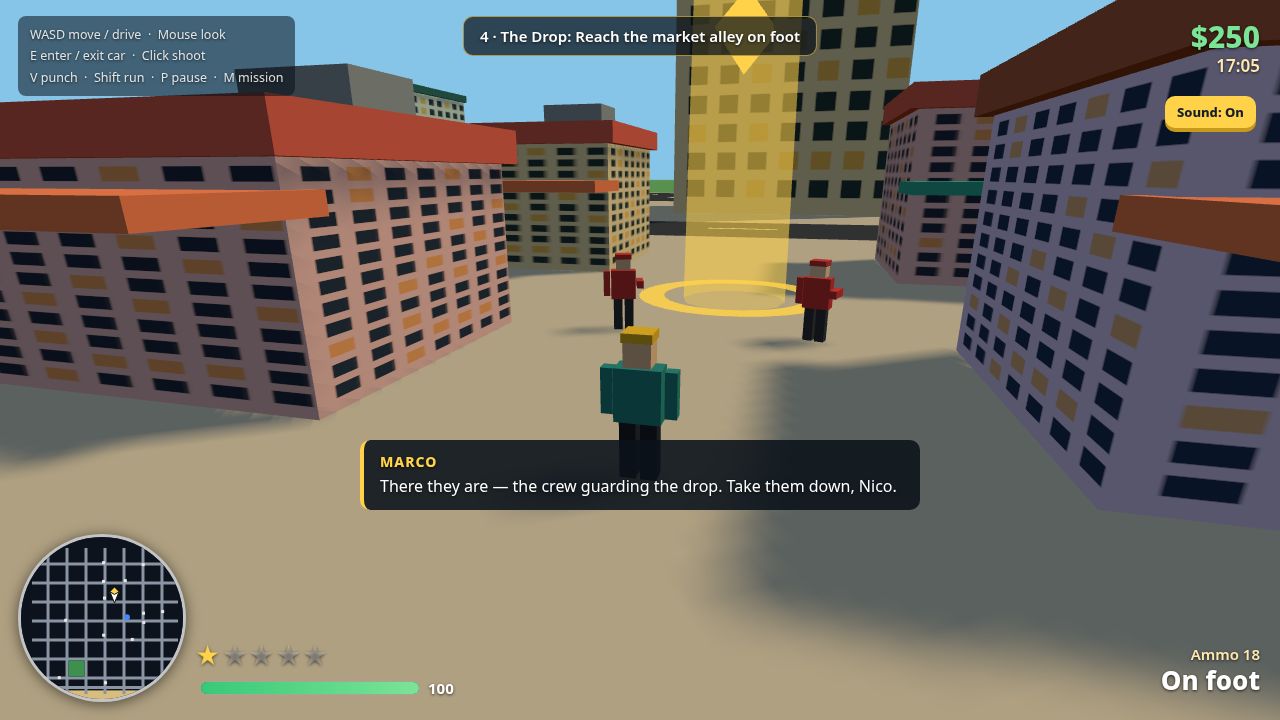 WASD move / drive · Mouse look
E enter / exit car · Click shoot
V punch · Shift run · P pause · M mission
4 · The Drop: Reach the market alley on foot
$250
17:05
Sound: On
MARCO
There they are — the crew guarding the drop. Take them down, Nico.
100
Ammo 18
On foot